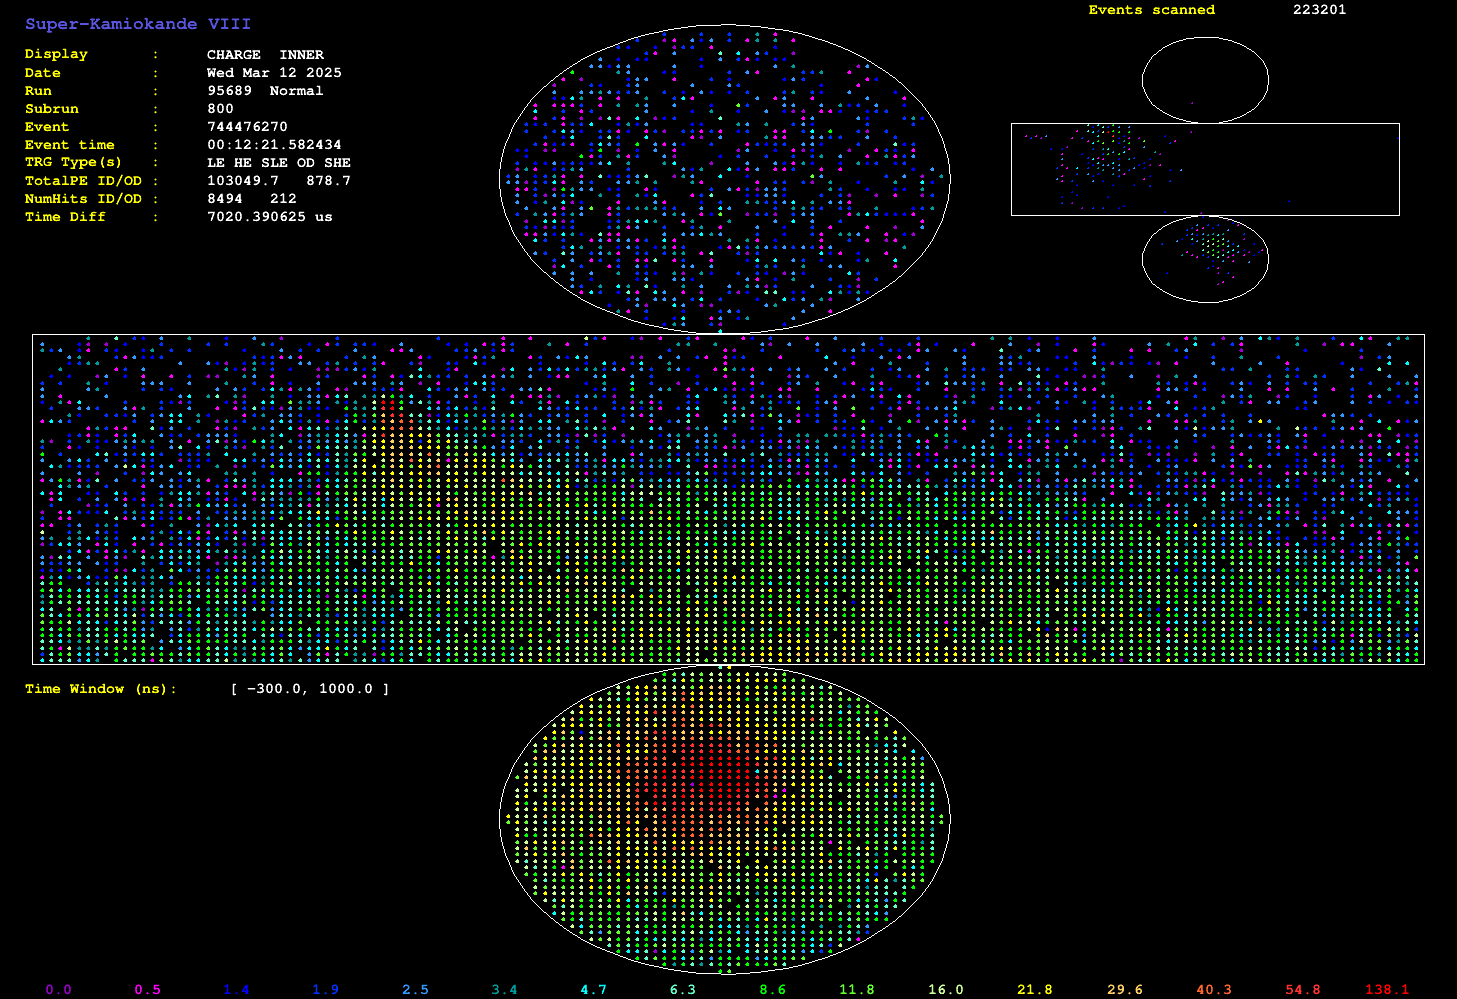 Super-Kamiokande VIII
Events scanned 223201
Display : CHARGE INNER
Date : Wed Mar 12 2025
Run : 95689 Normal
Subrun : 800
Event : 744476270
Event time : 00:12:21.582434
TRG Type(s) : LE HE SLE OD SHE
TotalPE ID/OD : 103049.7 878.7
NumHits ID/OD : 8494 212
Time Diff : 7020.390625 us
Time Window (ns): [ -300.0, 1000.0 ]
0.0 0.5 1.4 1.9 2.5 3.4 4.7 6.3 8.6 11.8 16.0 21.8 29.6 40.3 54.8 138.1